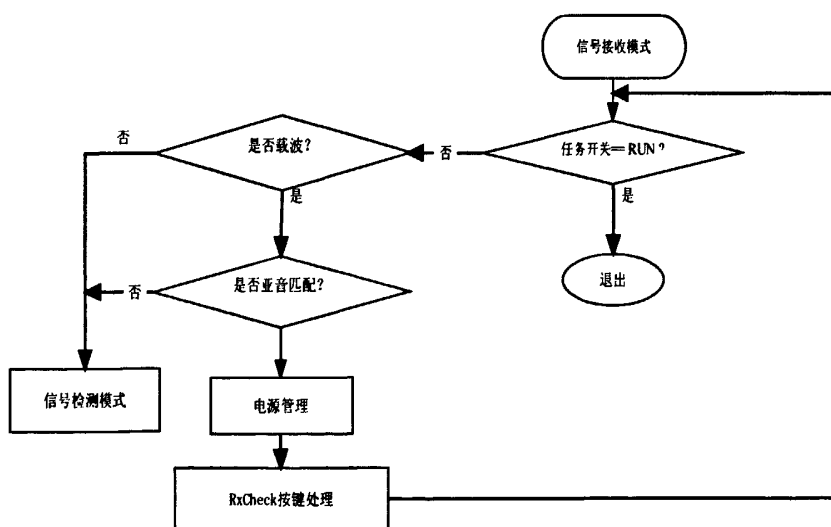 信号接收模式
否
是否载波?
否
任务开关== RUN ?
是
是
是否亚音匹配?
否
退出
信号检测模式
电源管理
RxCheck按键处理